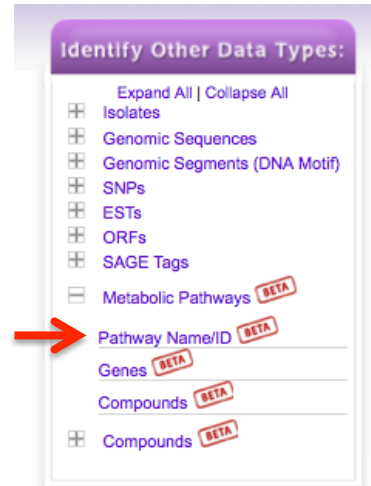 Identify Other Data Types:
Expand All | Collapse All
Isolates
Genomic Sequences
Genomic Segments (DNA Motif)
SNPs
ESTs
ORFs
SAGE Tags
Metabolic Pathways BETA
Pathway Name/ID BETA
Genes BETA
Compounds BETA
Compounds BETA